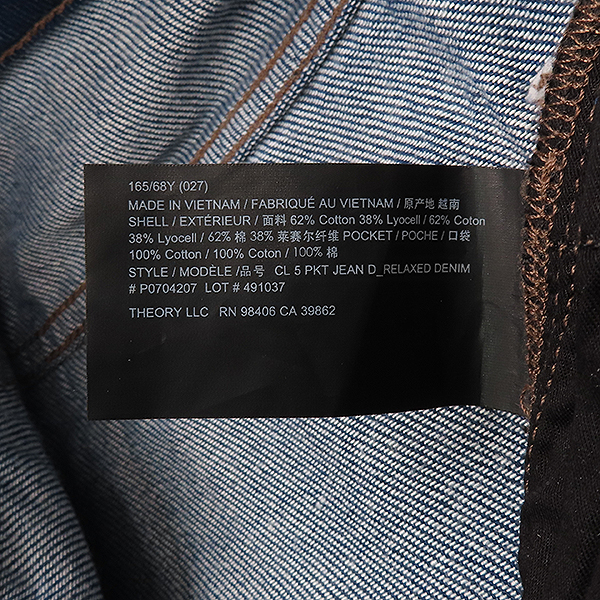 165/68Y (027)
MADE IN VIETNAM / FABRIQUÉ AU VIETNAM / 原产地 越南
SHELL / EXTÉRIEUR / 面料 62% Cotton 38% Lyocell / 62% Coton
38% Lyocell / 62% 棉 38% 莱赛尔纤维 POCKET / POCHE / 口袋
100% Cotton / 100% Coton / 100% 棉
STYLE / MODÈLE /品号 CL 5 PKT JEAN D_RELAXED DENIM
# P0704207 LOT # 491037
THEORY LLC RN 98406 CA 39862